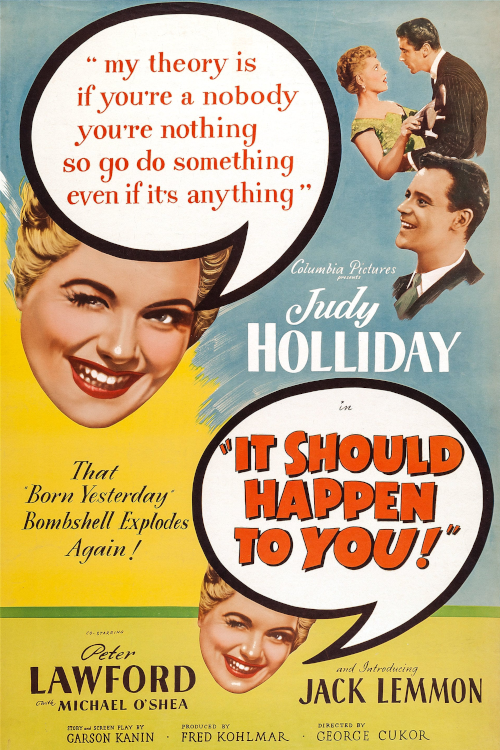 “my theory is
if you're a nobody
you're nothing
so go do something
even if it's anything”
Columbia Pictures
presents
Judy
HOLLIDAY
in
“IT SHOULD
HAPPEN
TO YOU!”
That
"Born Yesterday"
Bombshell Explodes
Again!
CO-STARRING
Peter
LAWFORD
with MICHAEL O'SHEA
and Introducing
JACK LEMMON
STORY and SCREEN PLAY BY
GARSON KANIN ·
PRODUCED BY
FRED KOHLMAR ·
DIRECTED BY
GEORGE CUKOR